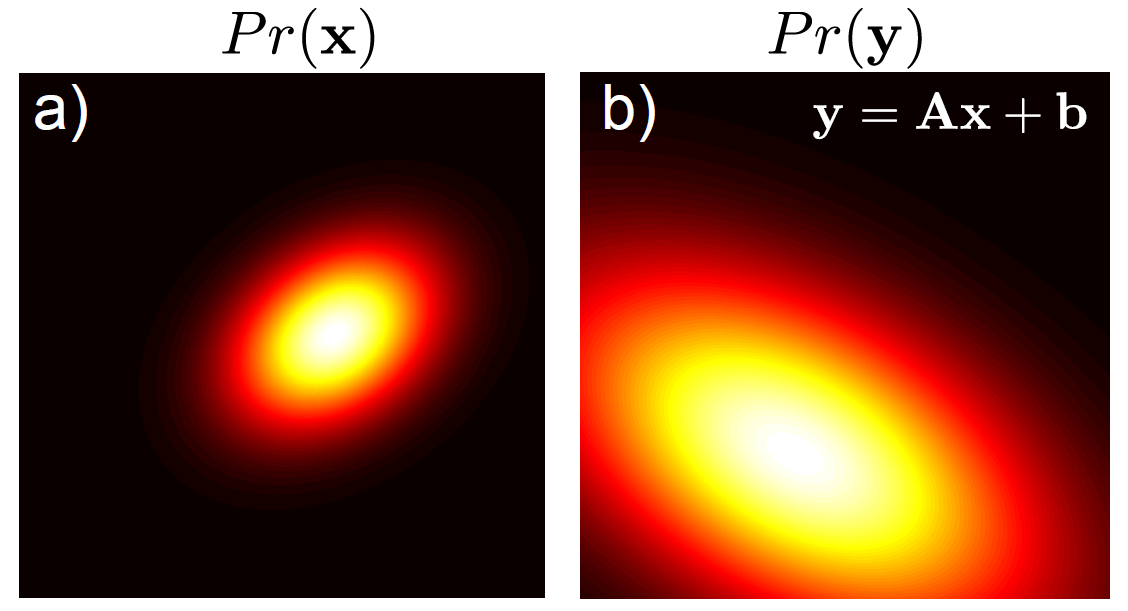 Pr(x)
Pr(y)
a)
b)
y = Ax + b